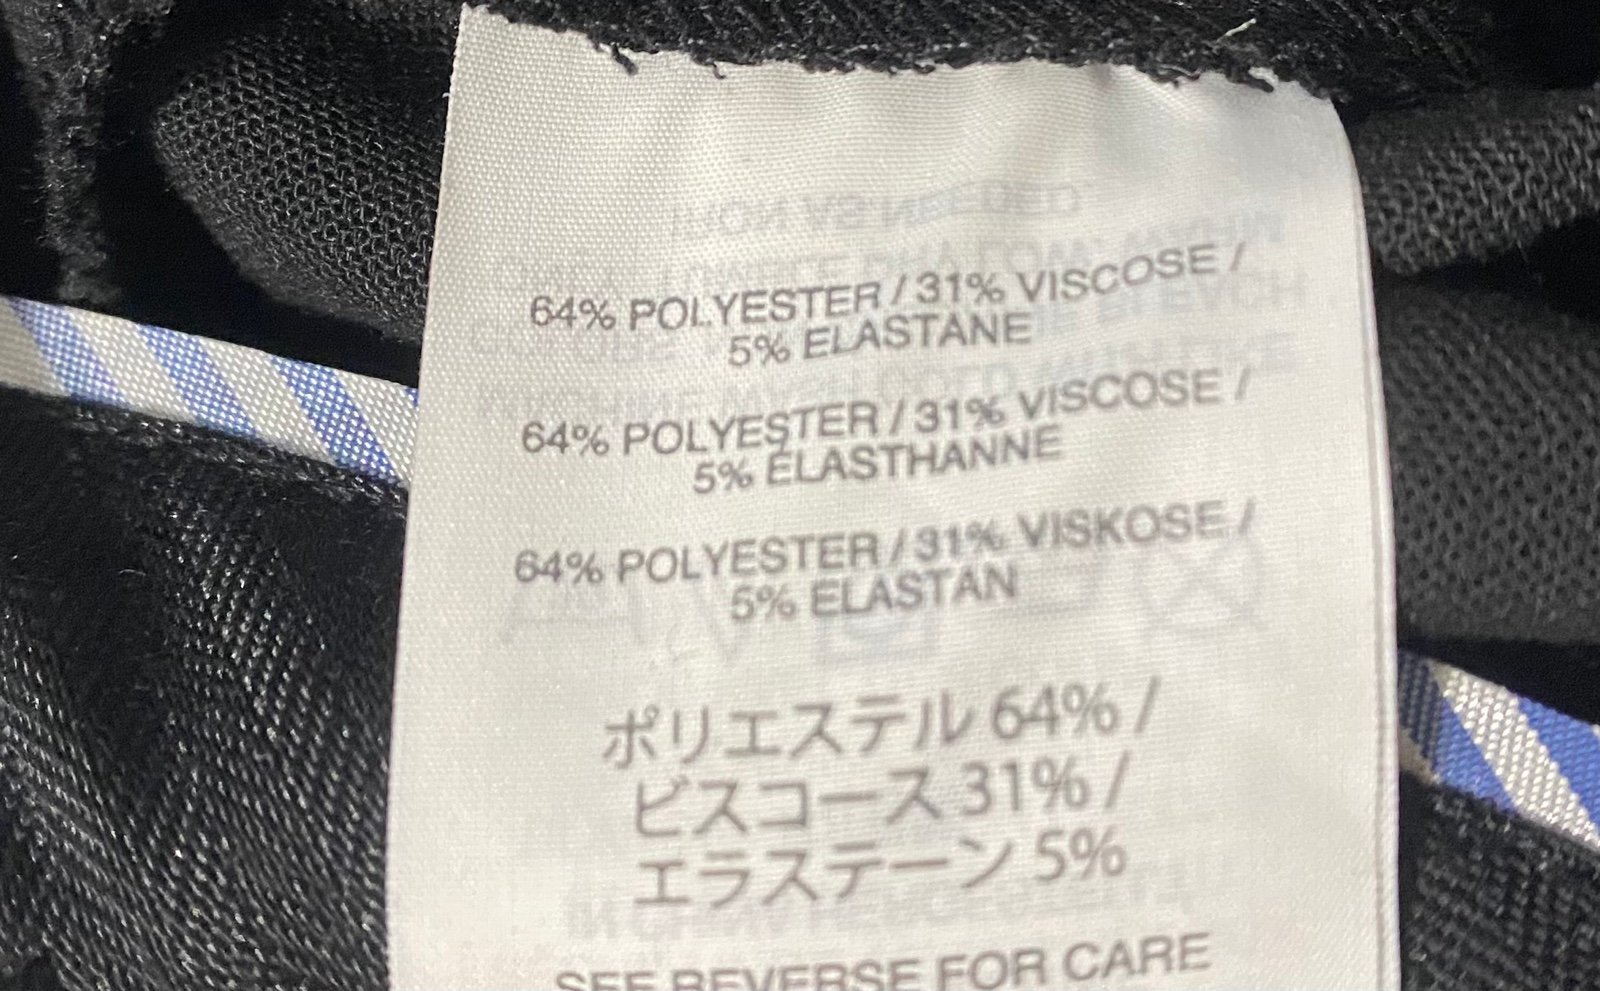 64% POLYESTER / 31% VISCOSE /
5% ELASTANE
64% POLYESTER / 31% VISCOSE /
5% ELASTHANNE
64% POLYESTER / 31% VISKOSE /
5% ELASTAN
ポリエステル 64% /
ビスコース 31% /
エラステーン 5%
SEE REVERSE FOR CARE